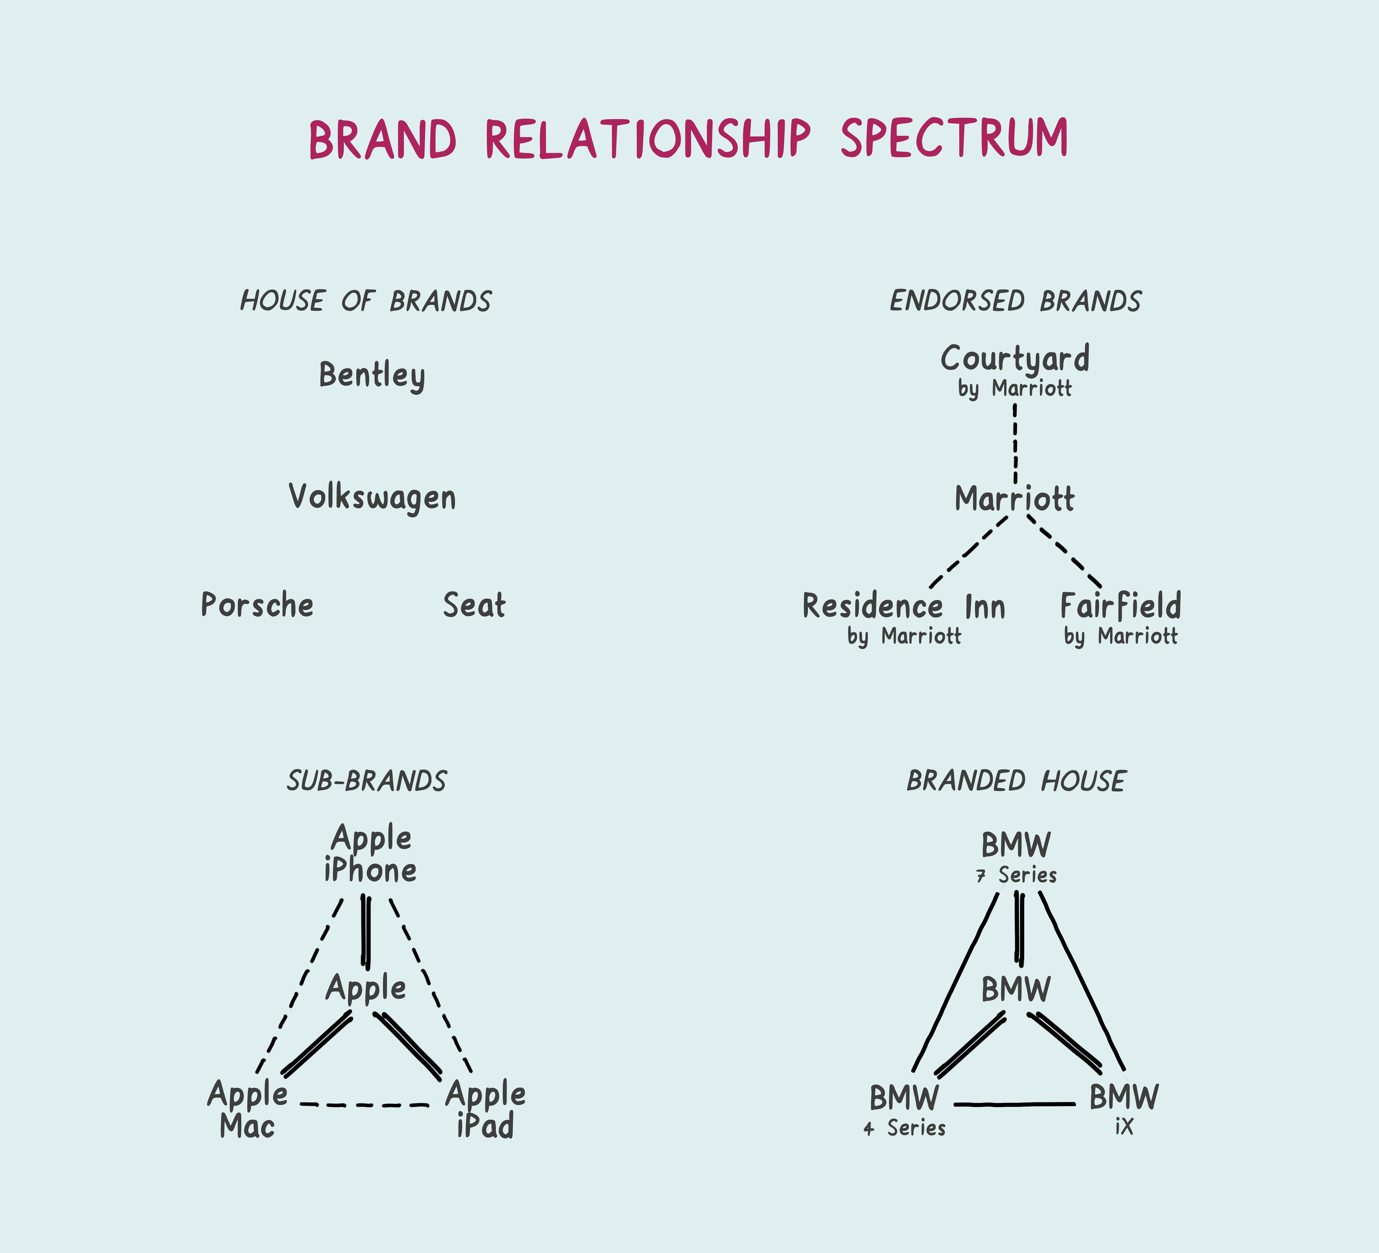 BRAND RELATIONSHIP SPECTRUM
HOUSE OF BRANDS
Bentley
Volkswagen
Porsche
Seat
ENDORSED BRANDS
Courtyard
by Marriott
Marriott
Residence Inn
by Marriott
Fairfield
by Marriott
SUB-BRANDS
Apple
iPhone
Apple
Apple
Mac
Apple
iPad
BRANDED HOUSE
BMW
7 Series
BMW
BMW
4 Series
BMW
iX